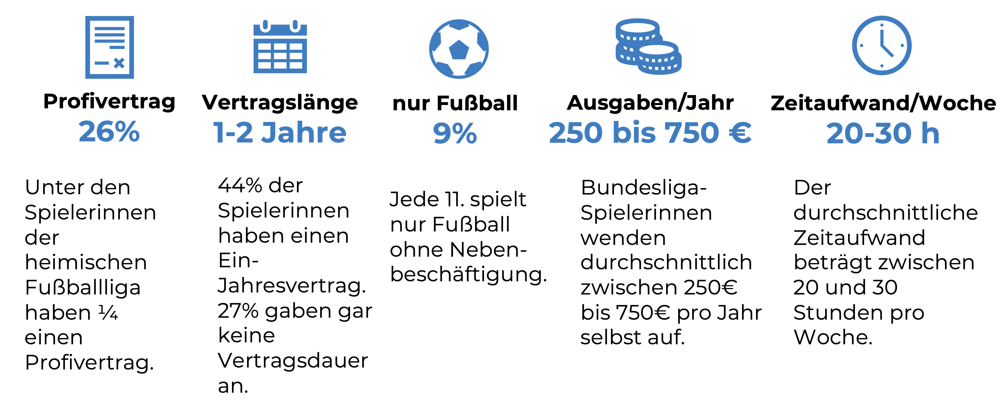 Profivertrag
26%
Unter den
Spielerinnen
der
heimischen
Fußballliga
haben ¼
einen
Profivertrag.
Vertragslänge
1-2 Jahre
44% der
Spielerinnen
haben einen
Ein-
Jahresvertrag.
27% gaben gar
keine
Vertragsdauer
an.
nur Fußball
9%
Jede 11. spielt
nur Fußball
ohne Neben-
beschäftigung.
Ausgaben/Jahr
250 bis 750 €
Bundesliga-
Spielerinnen
wenden
durchschnittlich
zwischen 250€
bis 750€ pro Jahr
selbst auf.
Zeitaufwand/Woche
20-30 h
Der
durchschnittliche
Zeitaufwand
beträgt zwischen
20 und 30
Stunden pro
Woche.